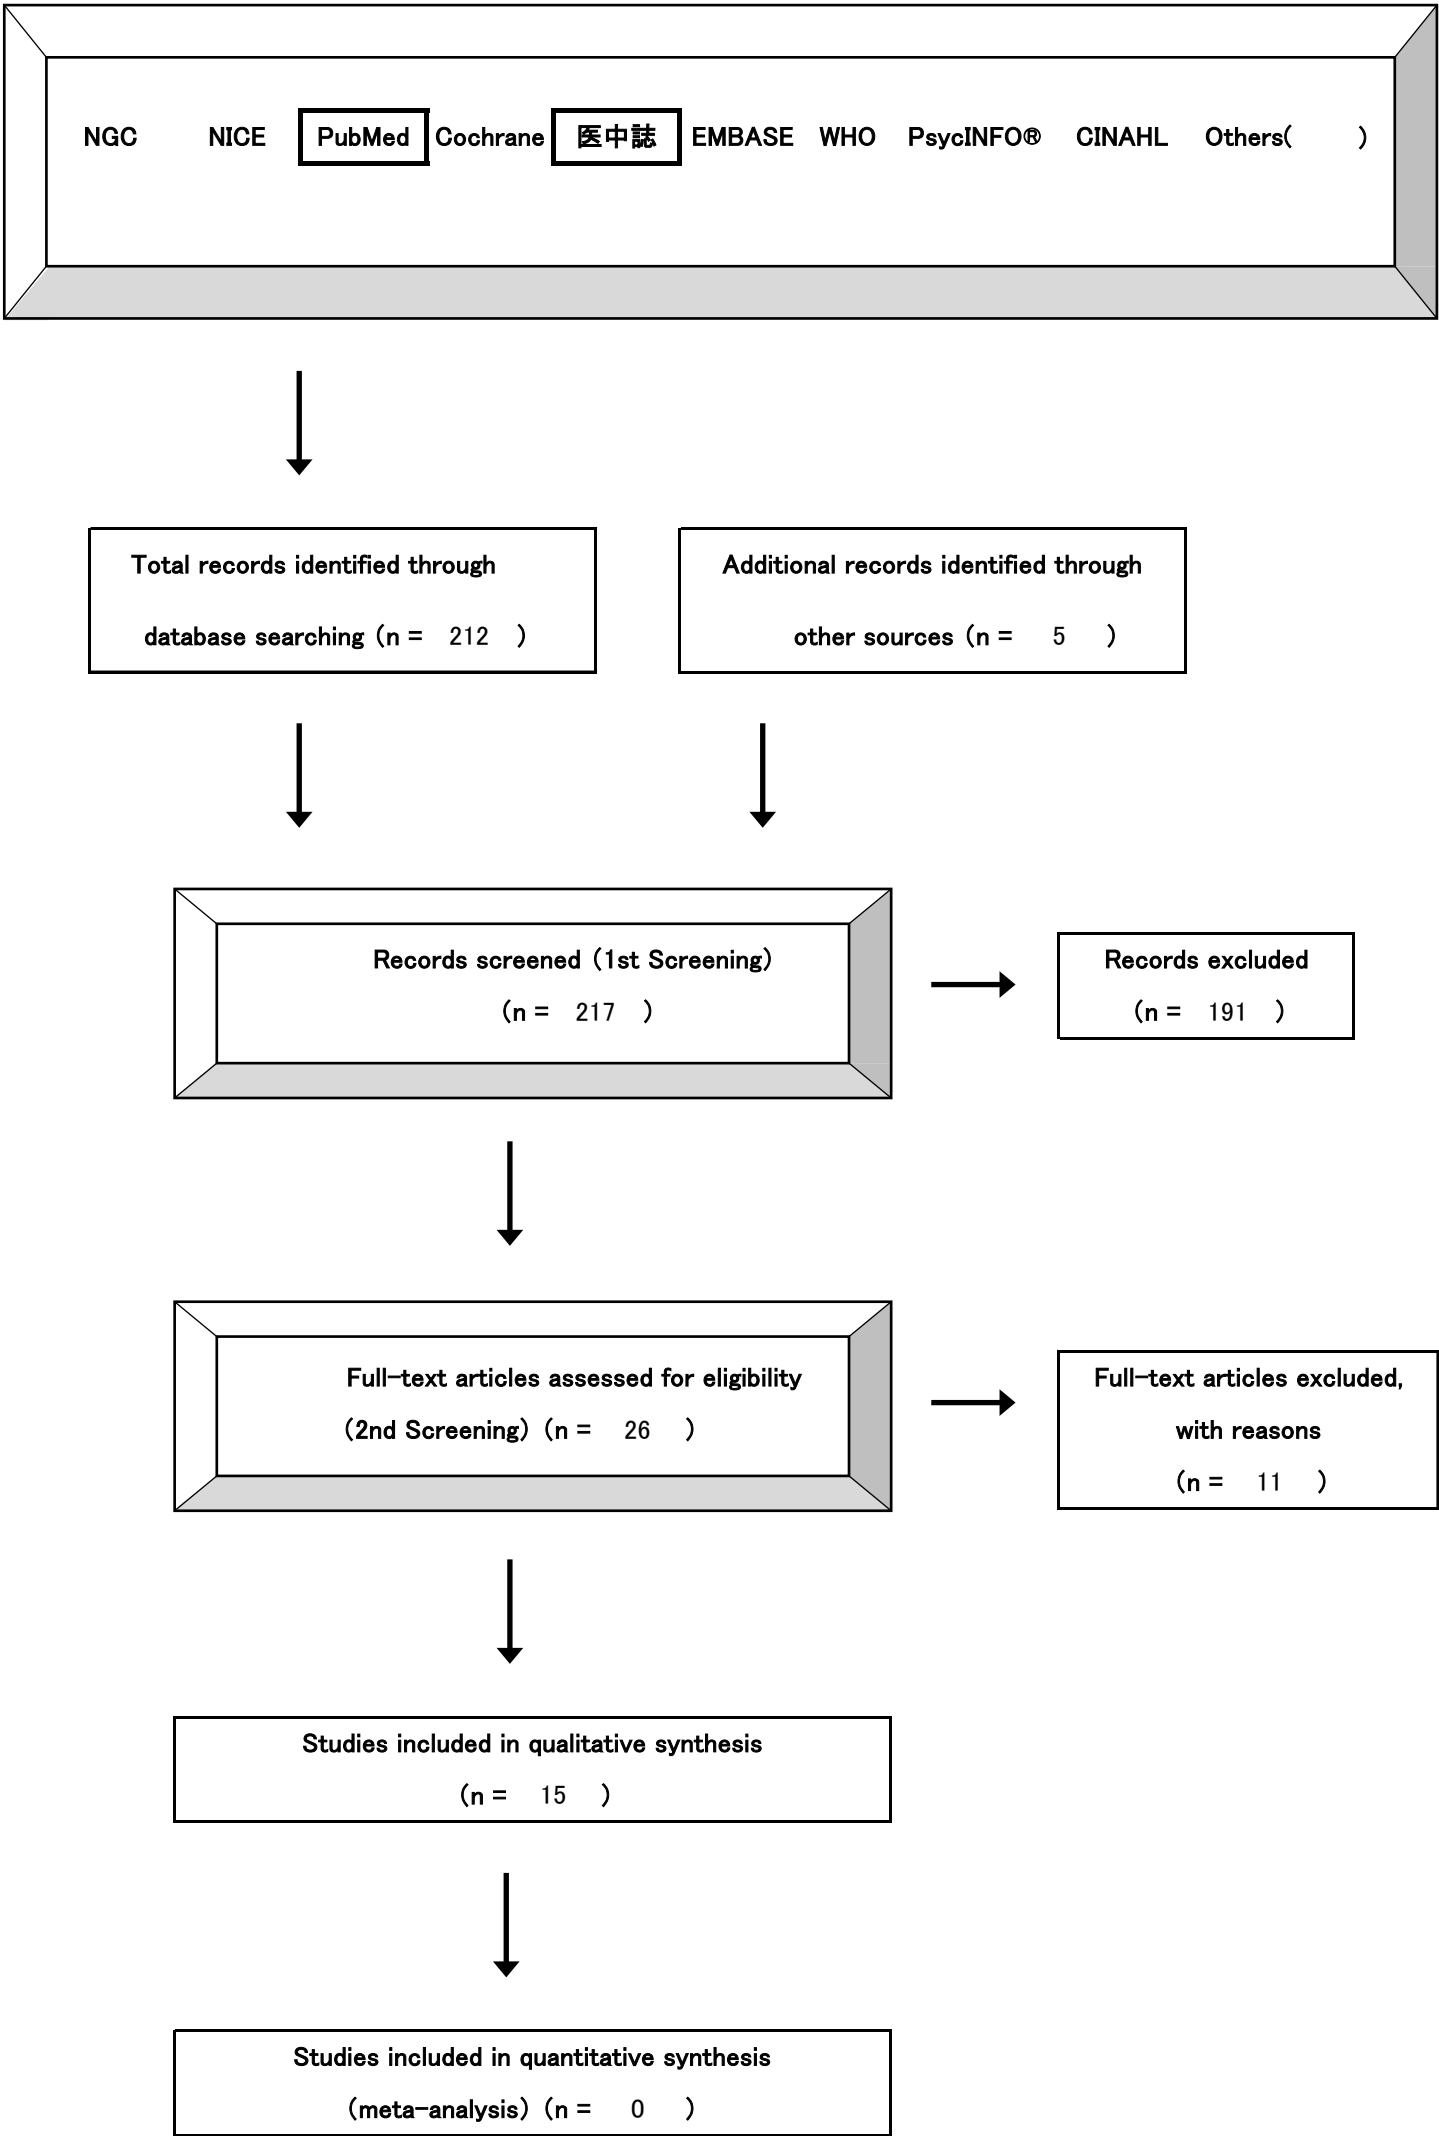 NGC NICE PubMed Cochrane 医中誌 EMBASE WHO PsycINFO® CINAHL Others( )
Total records identified through
database searching (n = 212 )
Additional records identified through
other sources (n = 5 )
Records screened (1st Screening)
(n = 217 )
Records excluded
(n = 191 )
Full-text articles assessed for eligibility
(2nd Screening) (n = 26 )
Full-text articles excluded,
with reasons
(n = 11 )
Studies included in qualitative synthesis
(n = 15 )
Studies included in quantitative synthesis
(meta-analysis) (n = 0 )